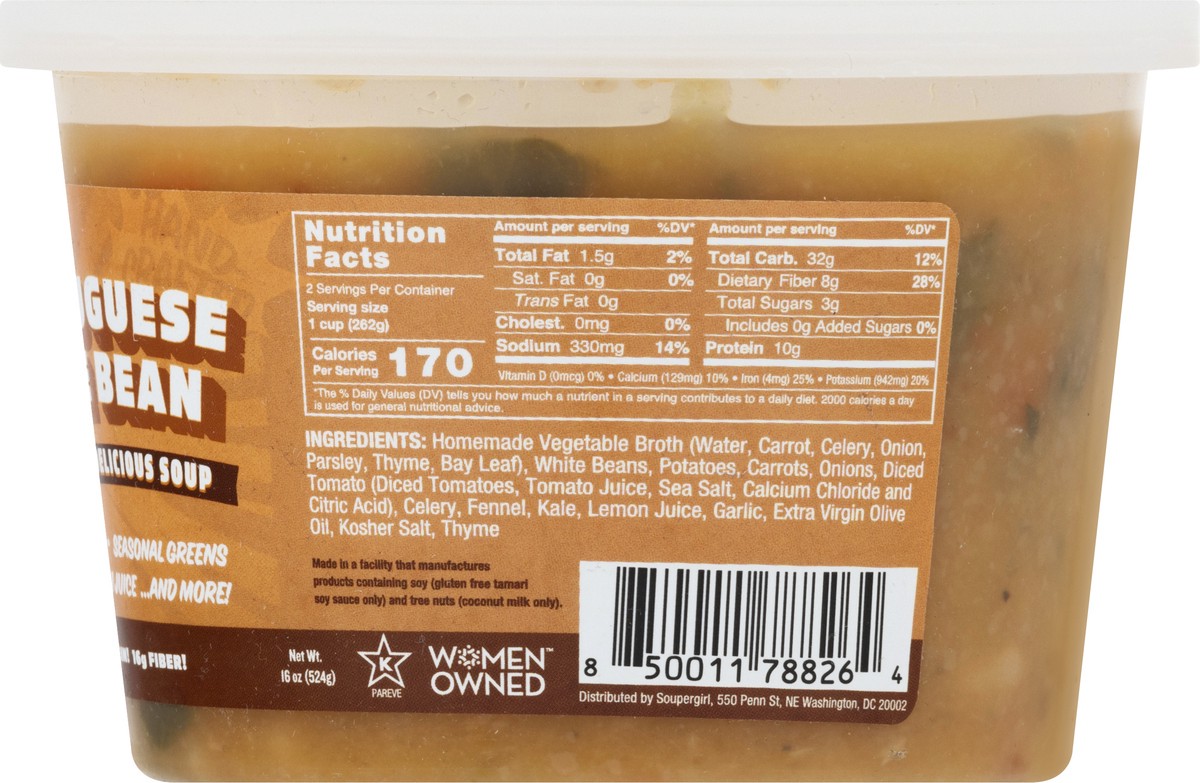 HAND
UGUESE
BEAN
ELICIOUS SOUP
SEASONAL GREENS
JUICE ...AND MORE!
16g FIBER!
Nutrition
Facts
2 Servings Per Container
Serving size
1 cup (262g)
Calories
Per Serving 170
Amount per serving %DV*
Total Fat 1.5g 2%
Sat. Fat 0g 0%
Trans Fat 0g
Cholest. 0mg 0%
Sodium 330mg 14%
Amount per serving %DV*
Total Carb. 32g 12%
Dietary Fiber 8g 28%
Total Sugars 3g
Includes 0g Added Sugars 0%
Protein 10g
Vitamin D (0mcg) 0% • Calcium (129mg) 10% • Iron (4mg) 25% • Potassium (942mg) 20%
*The % Daily Values (DV) tells you how much a nutrient in a serving contributes to a daily diet. 2000 calories a day
is used for general nutritional advice.
INGREDIENTS: Homemade Vegetable Broth (Water, Carrot, Celery, Onion,
Parsley, Thyme, Bay Leaf), White Beans, Potatoes, Carrots, Onions, Diced
Tomato (Diced Tomatoes, Tomato Juice, Sea Salt, Calcium Chloride and
Citric Acid), Celery, Fennel, Kale, Lemon Juice, Garlic, Extra Virgin Olive
Oil, Kosher Salt, Thyme
Made in a facility that manufactures
products containing soy (gluten free tamari
soy sauce only) and tree nuts (coconut milk only).
Net Wt.
16 oz (524g)
K
PAREVE
WOMEN™
OWNED
8 50011 78826 4
Distributed by Soupergirl, 550 Penn St, NE Washington, DC 20002